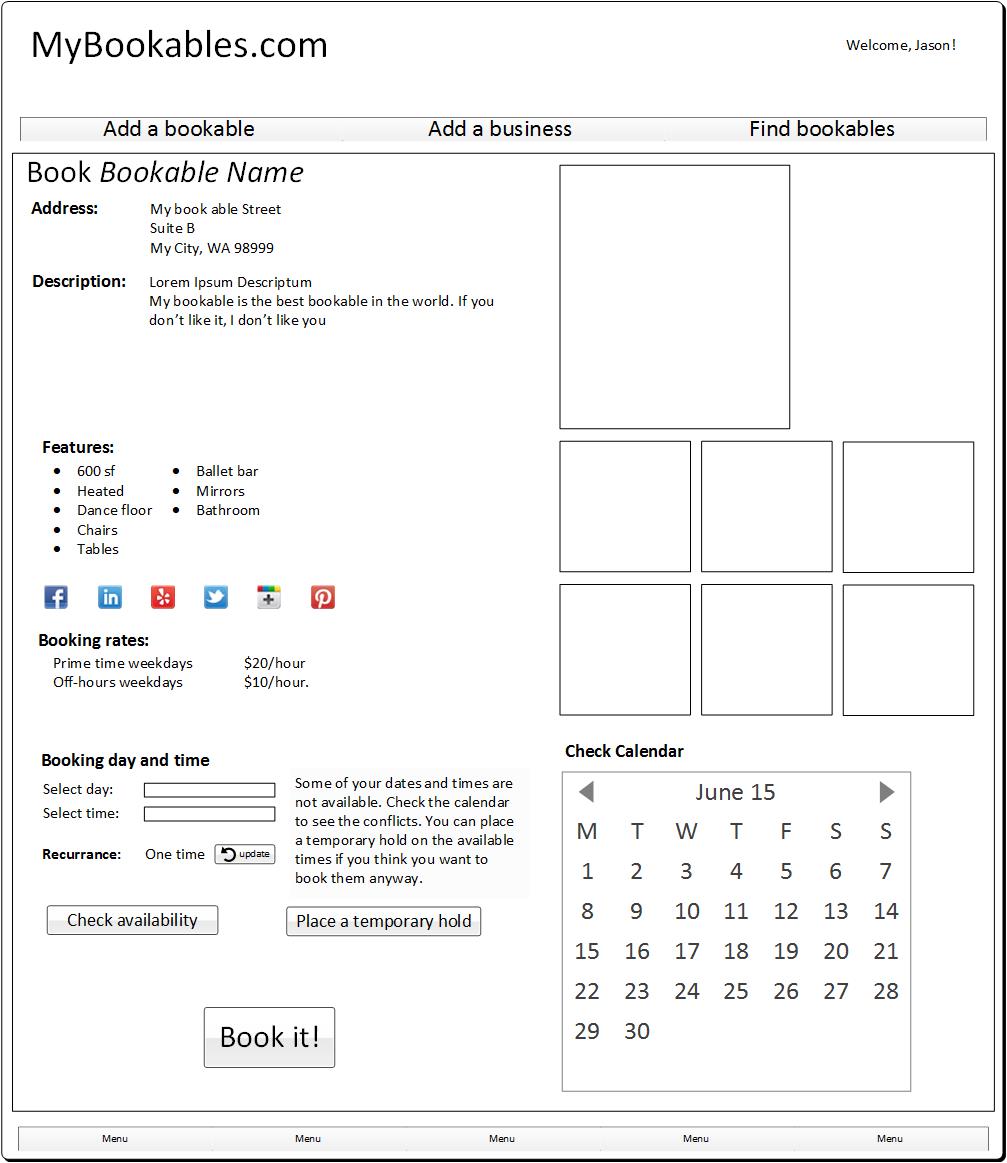 MyBookables.com
Welcome, Jason!
Add a bookable
Add a business
Find bookables
Book Bookable Name
Address:
My book able Street
Suite B
My City, WA 98999
Description:
Lorem Ipsum Descriptum
My bookable is the best bookable in the world. If you
don’t like it, I don’t like you
Features:
• 600 sf
• Heated
• Dance floor
• Chairs
• Tables
• Ballet bar
• Mirrors
• Bathroom
Booking rates:
Prime time weekdays $20/hour
Off-hours weekdays $10/hour.
Booking day and time
Select day:
Select time:
Recurrance: One time update
Some of your dates and times are
not available. Check the calendar
to see the conflicts. You can place
a temporary hold on the available
times if you think you want to
book them anyway.
Check availability
Place a temporary hold
Book it!
Check Calendar
June 15
M T W T F S S
1 2 3 4 5 6 7
8 9 10 11 12 13 14
15 16 17 18 19 20 21
22 23 24 25 26 27 28
29 30
Menu Menu Menu Menu Menu